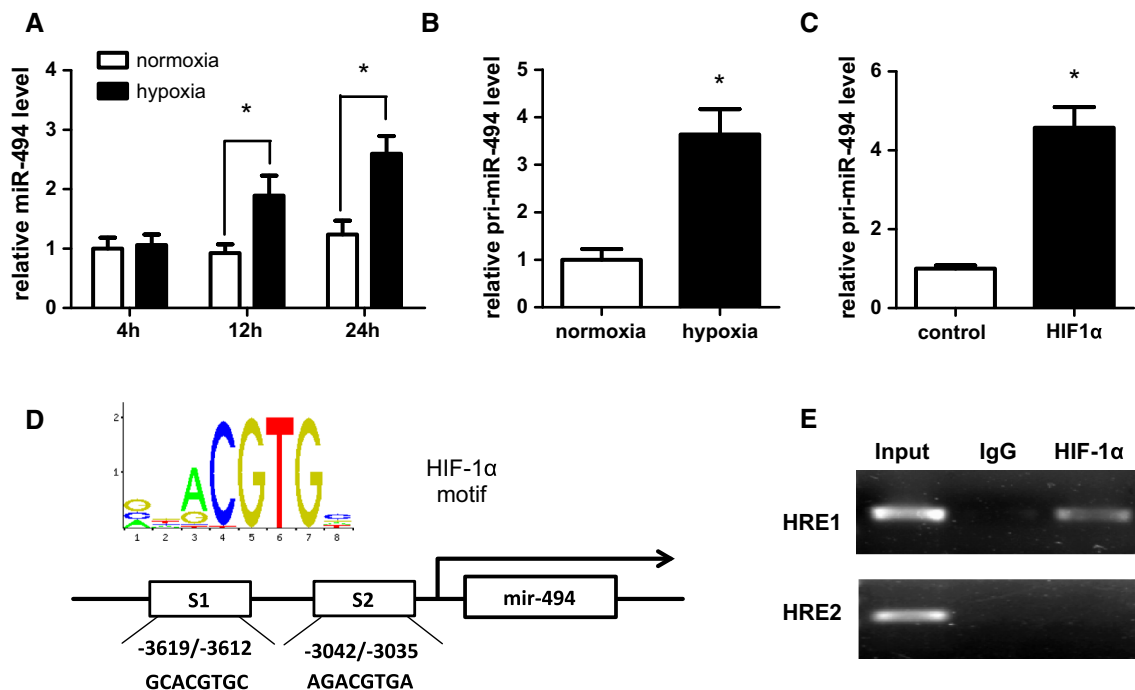 A
normoxia
hypoxia
relative miR-494 level
4
3
2
1
0
*
*
4h 12h 24h
B
relative pri-miR-494 level
5
4
3
2
1
0
*
normoxia hypoxia
C
relative pri-miR-494 level
6
4
2
0
*
control HIF1α
D
2
1
ACGTG
1 2 3 4 5 6 7 8
HIF-1α
motif
S1 S2 mir-494
-3619/-3612 -3042/-3035
GCACGTGC AGACGTGA
E
Input IgG HIF-1α
HRE1
HRE2